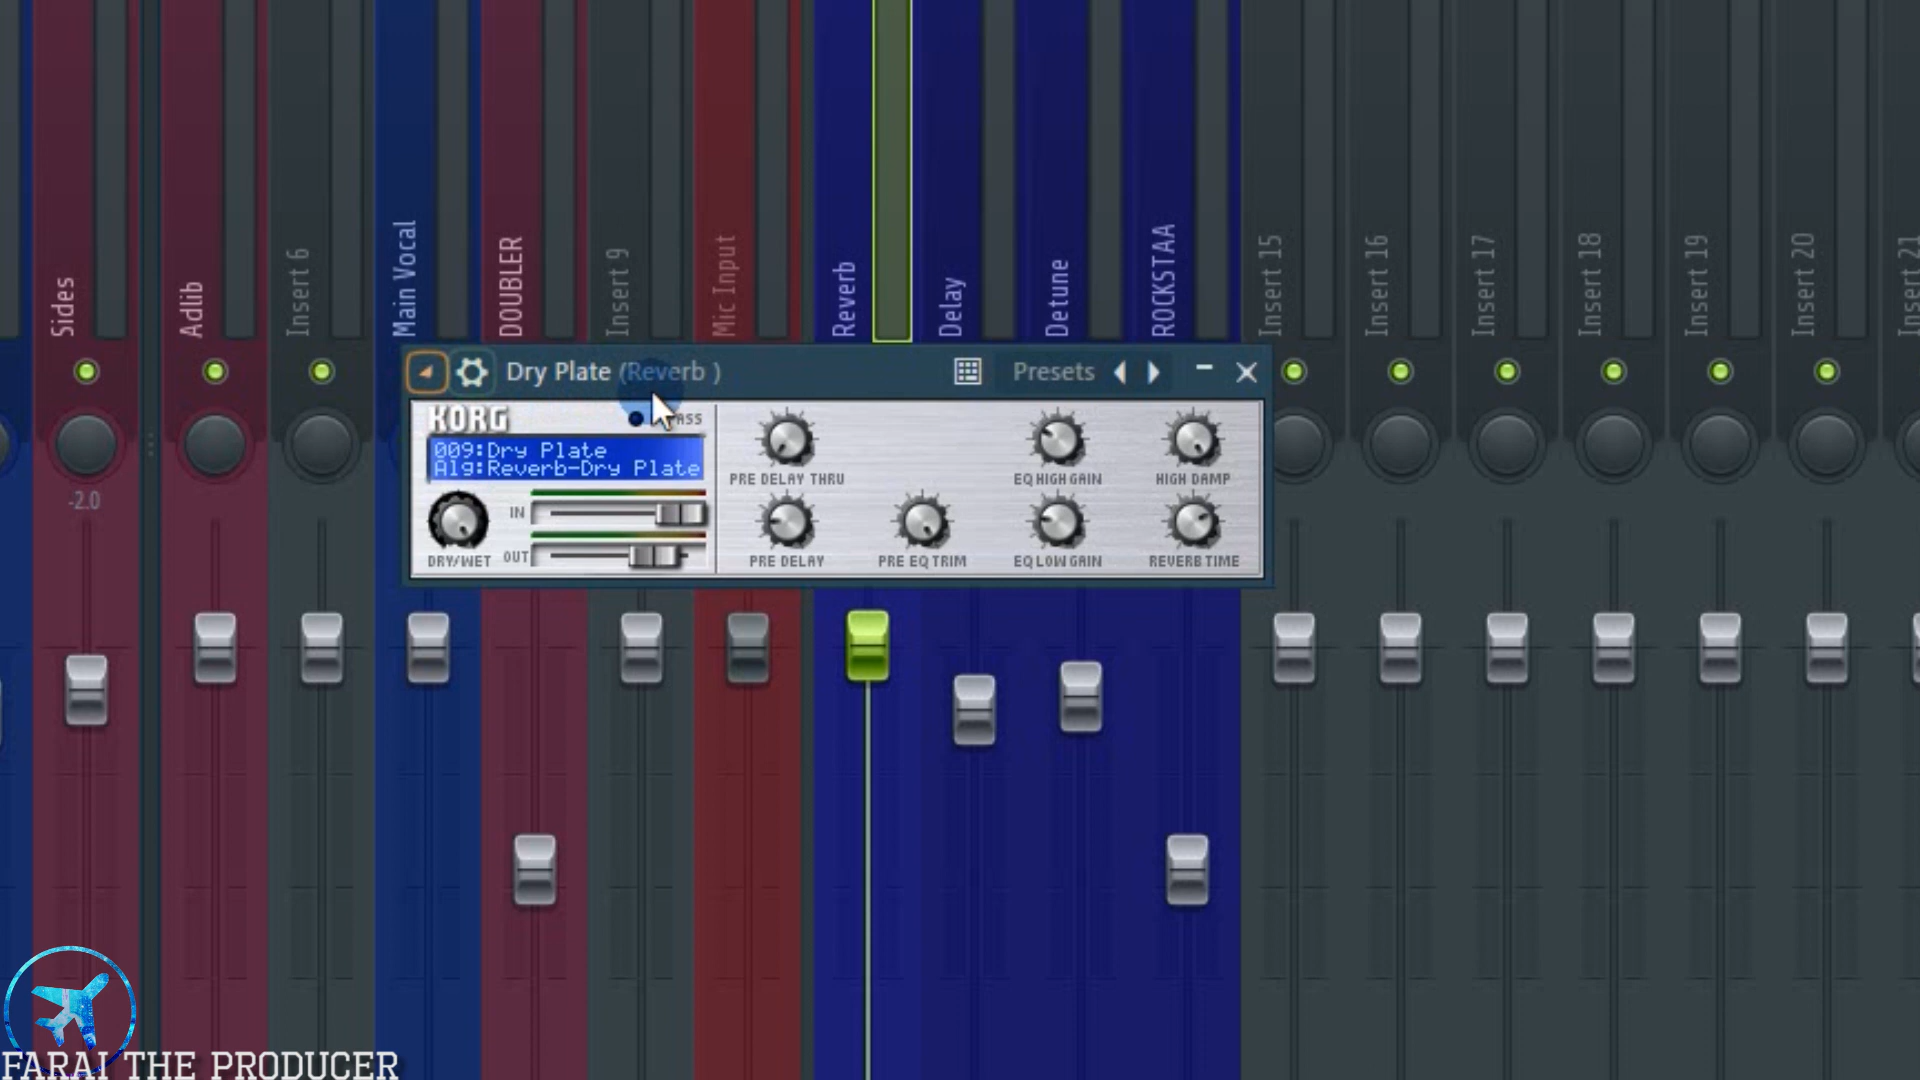 Sides
Adlib
Insert 6
Main Vocal
DOUBLER
Insert 9
Mic Input
Reverb
Delay
Detune
ROCKSTAA
Insert 15
Insert 16
Insert 17
Insert 18
Insert 19
Insert 20
Insert 21
-2.0
Dry Plate (Reverb )
Presets
KORG
009:Dry Plate
Alg:Reverb-Dry Plate
DRY/WET
IN
OUT
PRE DELAY THRU
EQ HIGH GAIN
HIGH DAMP
PRE DELAY
PRE EQ TRIM
EQ LOW GAIN
REVERB TIME
FARAI THE PRODUCER